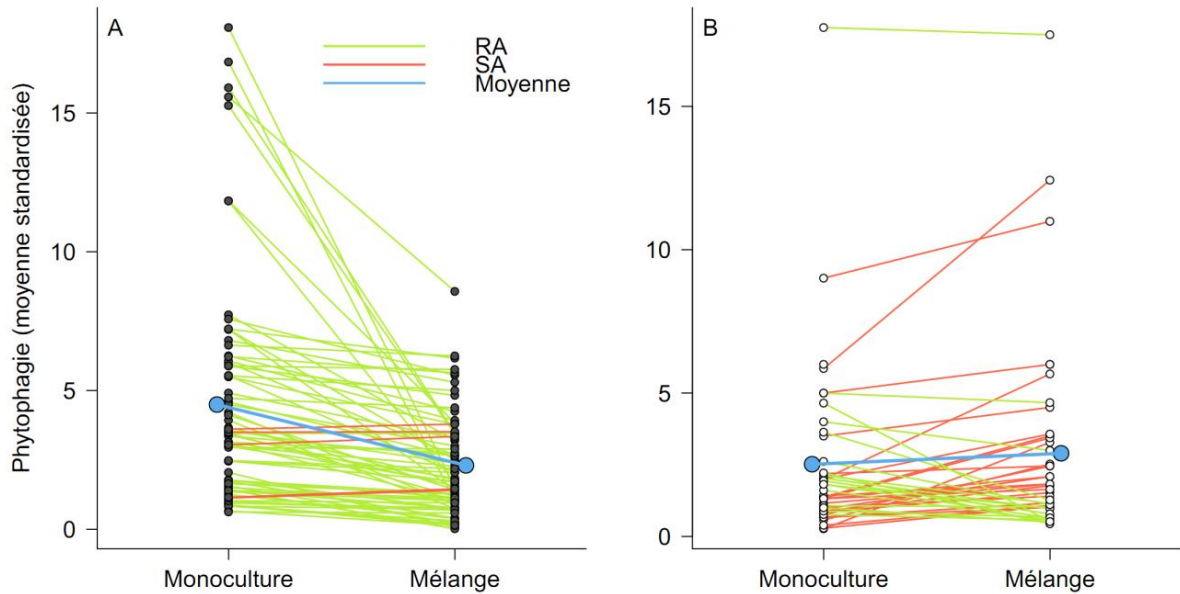 A
RA
SA
Moyenne
B
Phytophagie (moyenne standardisée)
15
10
5
0
15
10
5
0
Monoculture
Mélange
Monoculture
Mélange